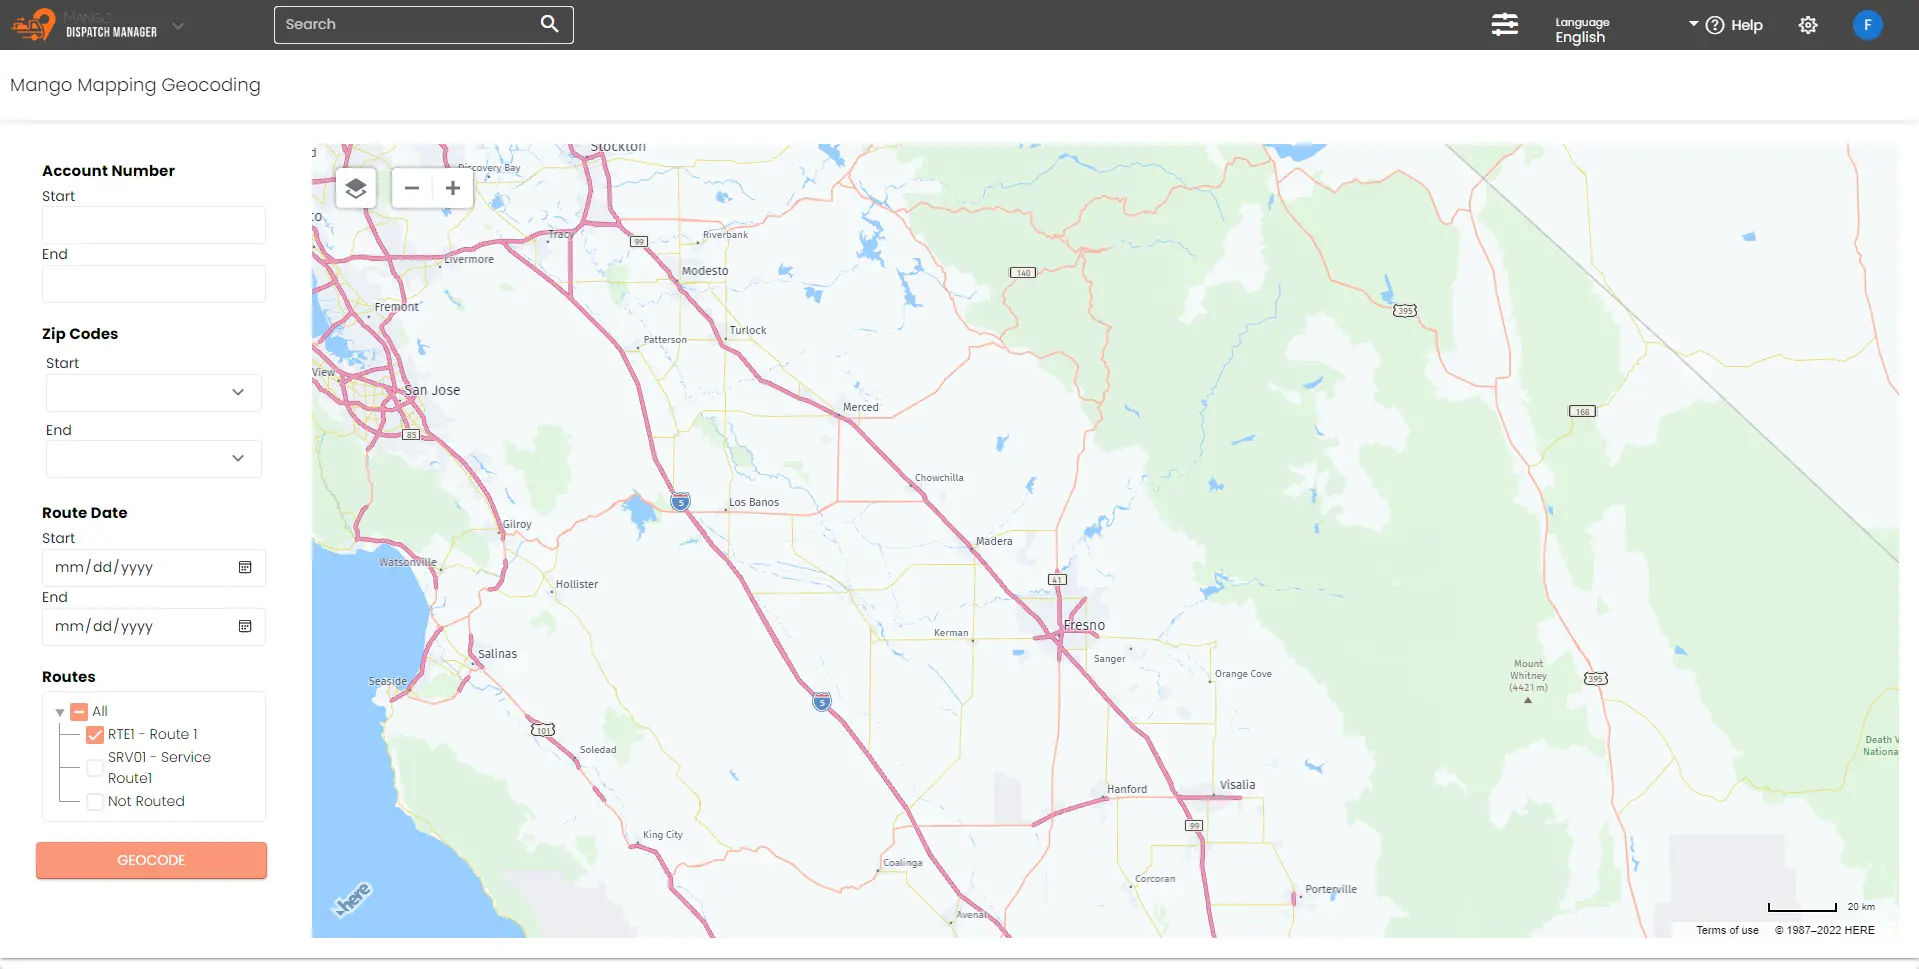 MANGO
DISPATCH MANAGER
Search
Language
English
Help
F
Mango Mapping Geocoding
Account Number
Start
End
Zip Codes
Start
End
Route Date
Start
mm/dd/yyyy
End
mm/dd/yyyy
Routes
All
RTE1 - Route 1
SRV01 - Service
Route1
Not Routed
GEOCODE
Stockton
Discovery Bay
Tracy
99
Riverbank
Livermore
Modesto
140
Fremont
395
Turlock
Patterson
View
San Jose
Merced
168
85
Chowchilla
5
Los Banos
Gilroy
Madera
Watsonville
41
Hollister
Fresno
Kerman
Salinas
Sanger
Mount
Whitney
(4421 m)
Orange Cove
Seaside
395
5
101
Soledad
Death V
Nationa
Visalia
Hanford
99
King City
Coalinga
Corcoran
Porterville
here
Avenal
20 km
Terms of use
© 1987–2022 HERE